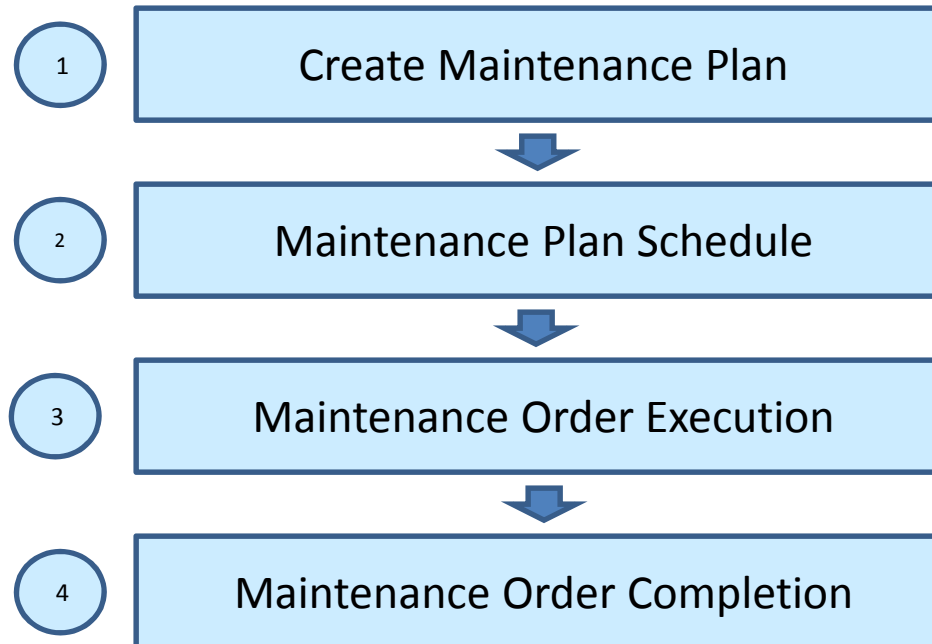 1
Create Maintenance Plan
2
Maintenance Plan Schedule
3
Maintenance Order Execution
4
Maintenance Order Completion